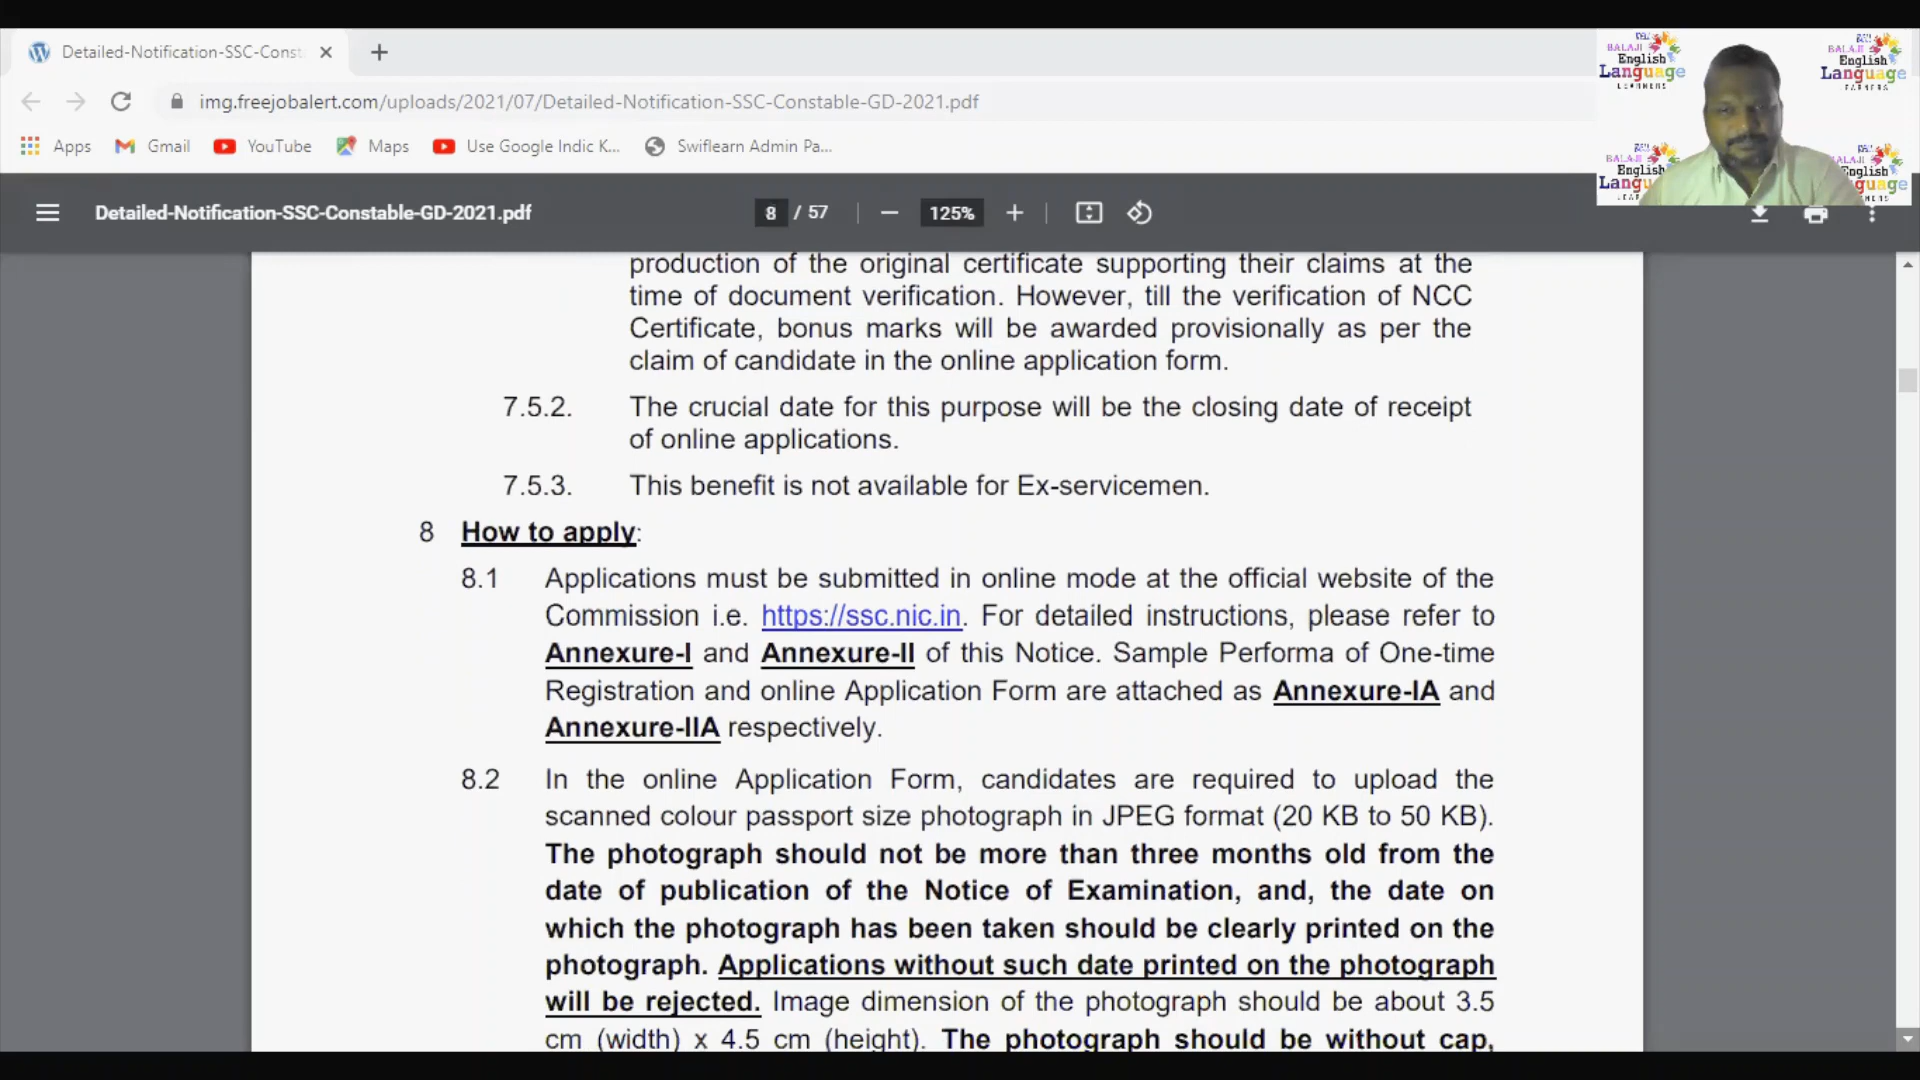 Detailed-Notification-SSC-Const
img.freejobalert.com/uploads/2021/07/Detailed-Notification-SSC-Constable-GD-2021.pdf
Apps Gmail YouTube Maps Use Google Indic K... Swiflearn Admin Pa...
BALAJI
English
Language
BALAJI
English
Language
LEARNERS
BALAJI
English
BALAJI
English
Detailed-Notification-SSC-Constable-GD-2021.pdf 8 / 57 125%
production of the original certificate supporting their claims at the
time of document verification. However, till the verification of NCC
Certificate, bonus marks will be awarded provisionally as per the
claim of candidate in the online application form.
7.5.2. The crucial date for this purpose will be the closing date of receipt
of online applications.
7.5.3. This benefit is not available for Ex-servicemen.
8 How to apply:
8.1 Applications must be submitted in online mode at the official website of the
Commission i.e. https://ssc.nic.in. For detailed instructions, please refer to
Annexure-I and Annexure-II of this Notice. Sample Performa of One-time
Registration and online Application Form are attached as Annexure-IA and
Annexure-IIA respectively.
8.2 In the online Application Form, candidates are required to upload the
scanned colour passport size photograph in JPEG format (20 KB to 50 KB).
The photograph should not be more than three months old from the
date of publication of the Notice of Examination, and, the date on
which the photograph has been taken should be clearly printed on the
photograph. Applications without such date printed on the photograph
will be rejected. Image dimension of the photograph should be about 3.5
cm (width) x 4.5 cm (height). The photograph should be without cap,